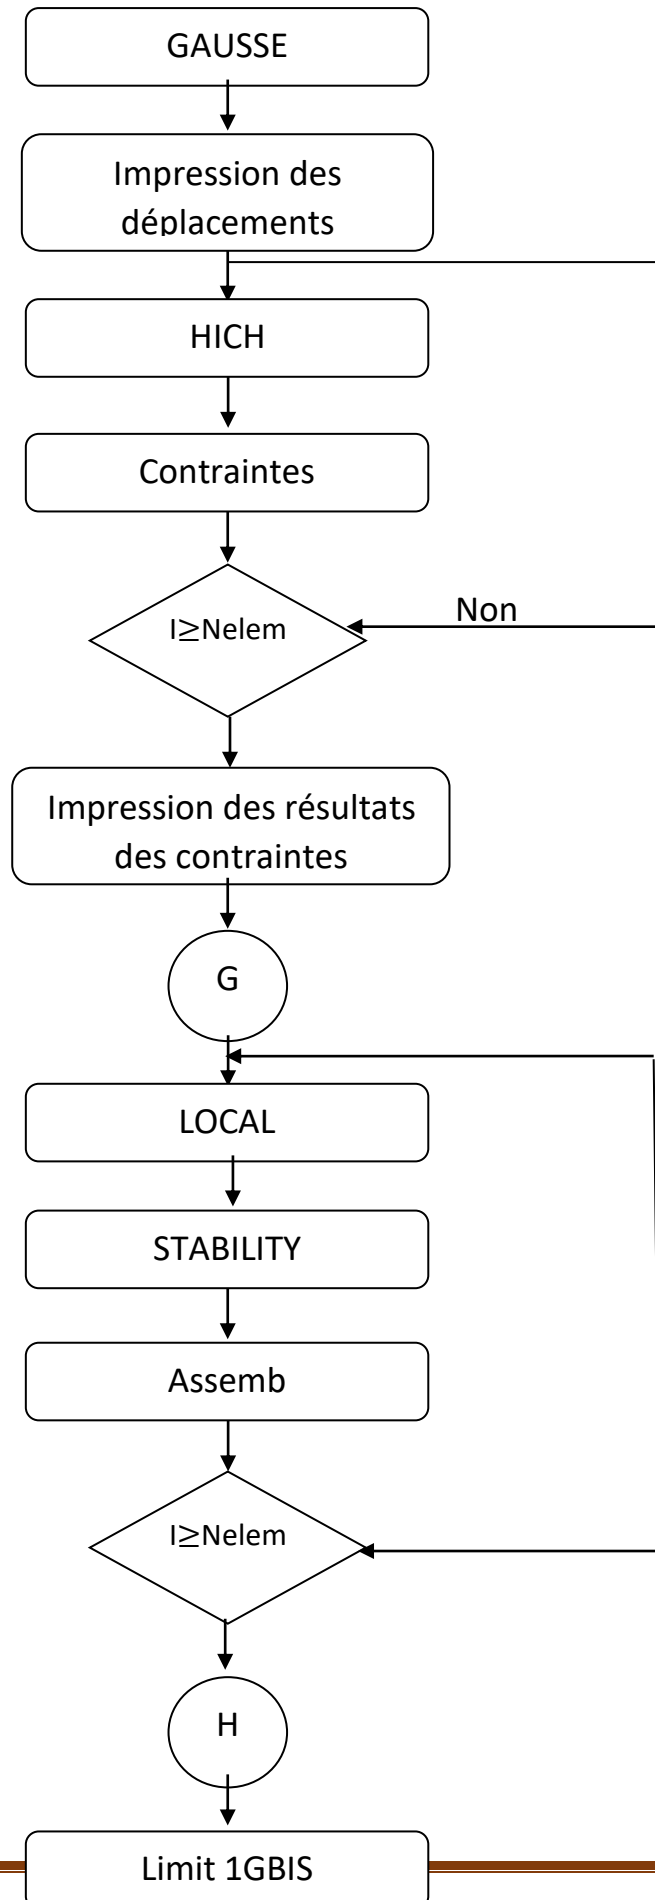 GAUSSE
Impression des
déplacements
HICH
Contraintes
I≥Nelem
Non
Impression des résultats
des contraintes
G
LOCAL
STABILITY
Assemb
I≥Nelem
H
Limit 1GBIS